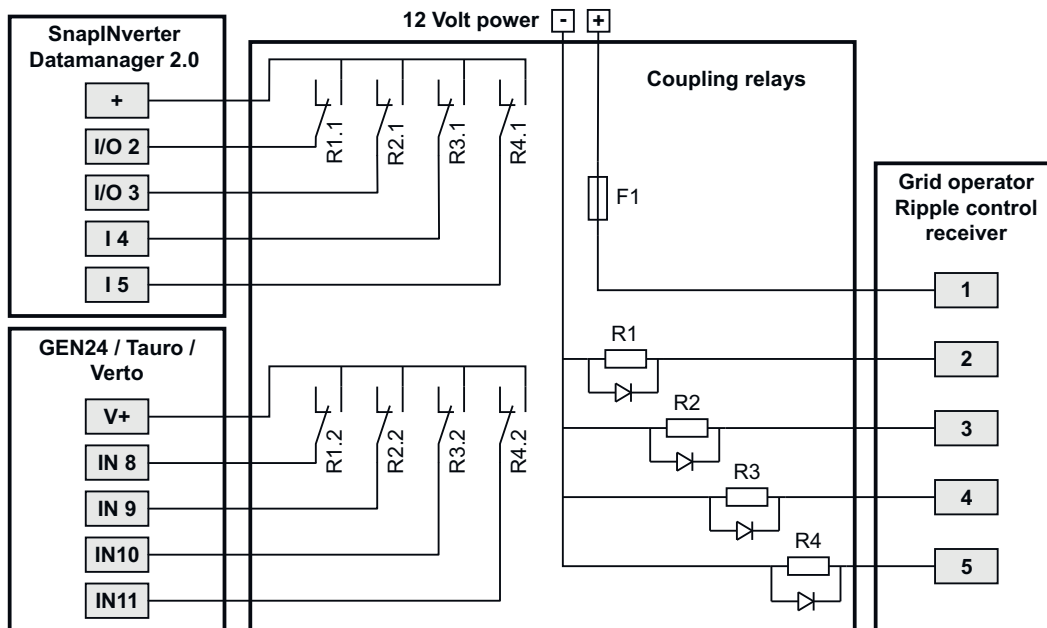 12 Volt power - +
SnapINverter
Datamanager 2.0
+
I/O 2
I/O 3
I 4
I 5
R1.1
R2.1
R3.1
R4.1
Coupling relays
F1
Grid operator
Ripple control
receiver
1
2
3
4
5
R1
R2
R3
R4
GEN24 / Tauro /
Verto
V+
IN 8
IN 9
IN10
IN11
R1.2
R2.2
R3.2
R4.2